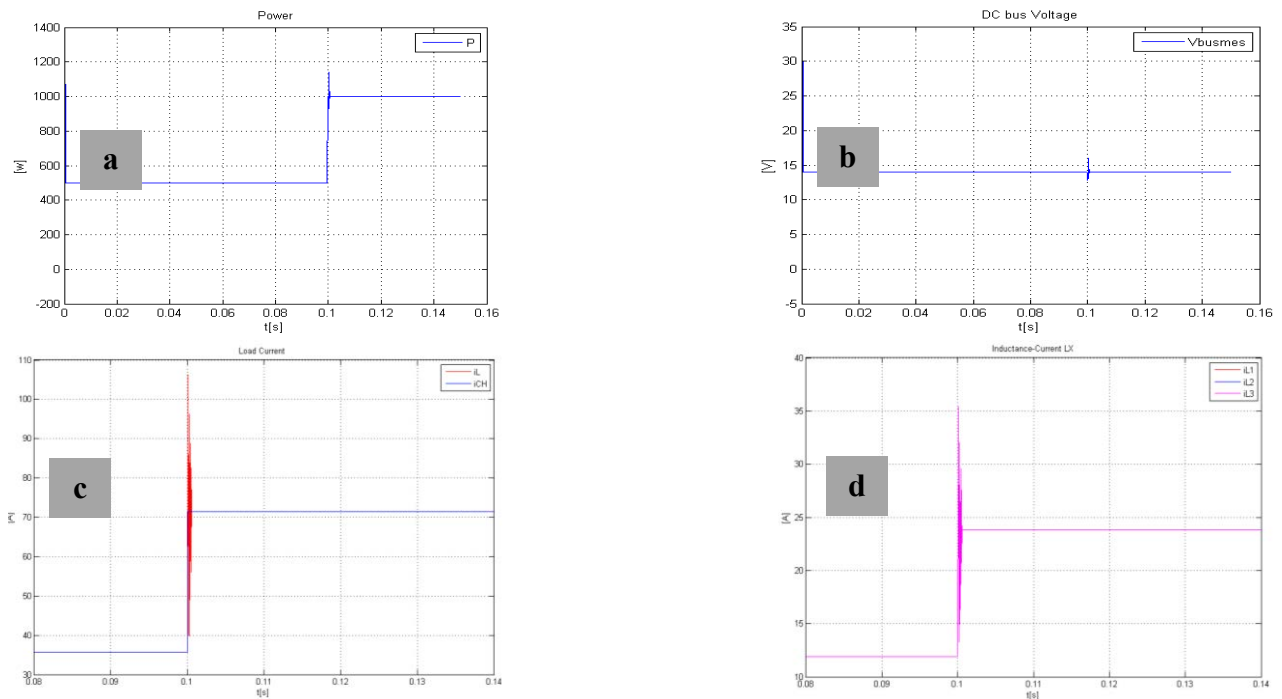 Power
1400
1200
1000
800
600
400
200
0
-200
[w]
P
a
0
0.02
0.04
0.06
0.08
0.1
0.12
0.14
0.16
t[s]
DC bus Voltage
35
30
25
20
15
10
5
0
-5
[V]
Vbusmes
b
0
0.02
0.04
0.06
0.08
0.1
0.12
0.14
0.16
t[s]
Load Current
110
100
90
80
70
60
50
40
30
[A]
iL
iCH
c
0.08
0.09
0.1
0.11
0.12
0.13
0.14
t[s]
Inductance-Current LX
40
35
30
25
20
15
10
[A]
iL1
iL2
iL3
d
0.08
0.09
0.1
0.11
0.12
0.13
0.14
t[s]